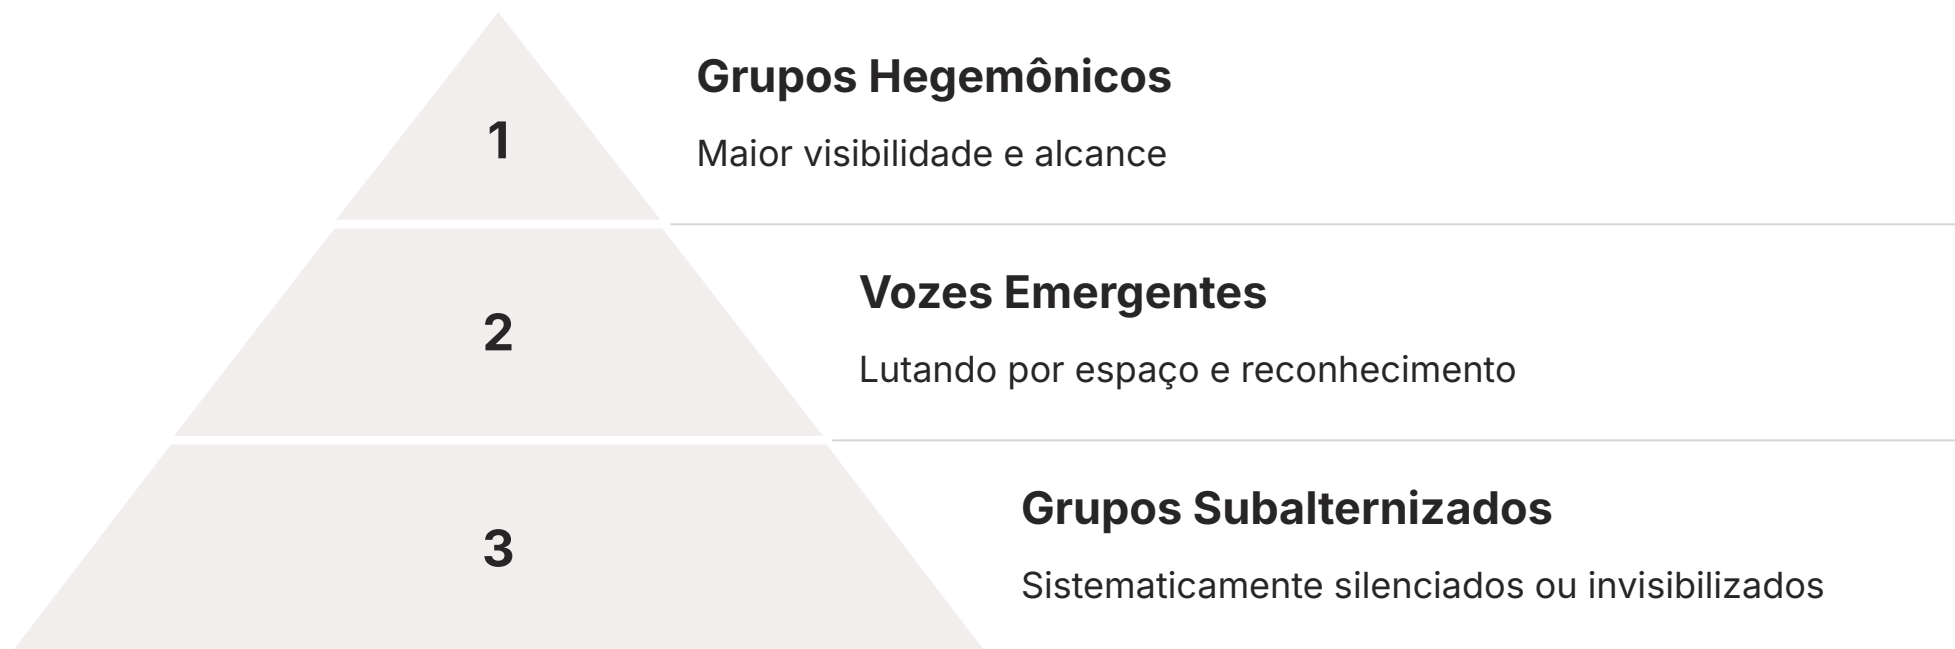 1
Grupos Hegemônicos
Maior visibilidade e alcance
2
Vozes Emergentes
Lutando por espaço e reconhecimento
3
Grupos Subalternizados
Sistematicamente silenciados ou invisibilizados